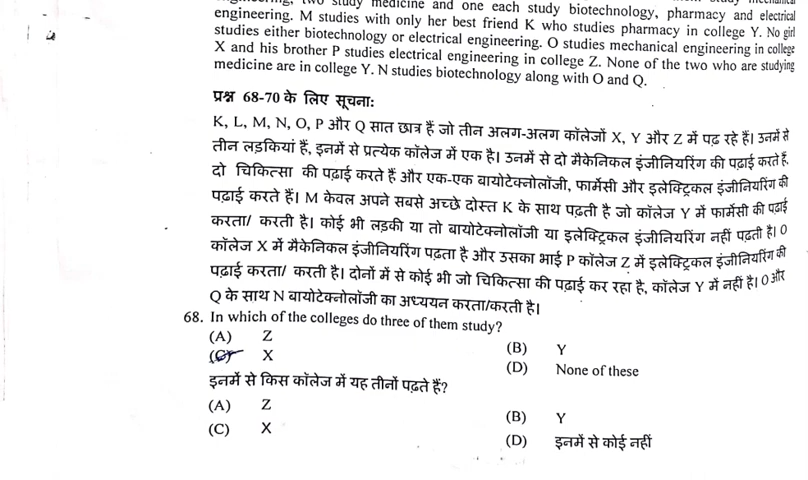 two study medicine and one each study biotechnology, pharmacy and electrical
engineering. M studies with only her best friend K who studies pharmacy in college Y. No girl
studies either biotechnology or electrical engineering. O studies mechanical engineering in college
X and his brother P studies electrical engineering in college Z. None of the two who are studying
medicine are in college Y. N studies biotechnology along with O and Q.
प्रश्न 68-70 के लिए सूचनाः
K, L, M, N, O, P और Q सात छात्र हैं जो तीन अलग-अलग कॉलेजों X, Y और Z में पढ़ रहे हैं। उनमें से
तीन लड़कियां हैं, इनमें से प्रत्येक कॉलेज में एक है। उनमें से दो मैकेनिकल इंजीनियरिंग की पढ़ाई करते हैं,
दो चिकित्सा की पढ़ाई करते हैं और एक-एक बायोटेक्नोलॉजी, फार्मेसी और इलेक्ट्रिकल इंजीनियरिंग की
पढ़ाई करते हैं। M केवल अपने सबसे अच्छे दोस्त K के साथ पढ़ती है जो कॉलेज Y में फार्मेसी की पढाई
करता/ करती है। कोई भी लड़की या तो बायोटेक्नोलॉजी या इलेक्ट्रिकल इंजीनियरिंग नहीं पढ़ती है। O
कॉलेज X में मैकेनिकल इंजीनियरिंग पढ़ता है और उसका भाई P कॉलेज Z में इलेक्ट्रिकल इंजीनियरिंग की
पढ़ाई करता/ करती है। दोनों में से कोई भी जो चिकित्सा की पढ़ाई कर रहा है, कॉलेज Y में नहीं है। O और
Q के साथ N बायोटेक्नोलॉजी का अध्ययन करता/करती है।
68. In which of the colleges do three of them study?
(A) Z (B) Y
(C) X (D) None of these
इनमें से किस कॉलेज में यह तीनों पढ़ते हैं?
(A) Z (B) Y
(C) X (D) इनमें से कोई नहीं